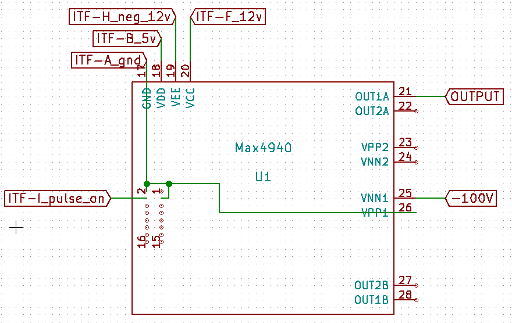 ITF-H_neg_12v
ITF-F_12v
ITF-B_5v
ITF-A_gnd
17
18
19
20
GND
VDD
VEE
VCC
OUT1A
21
OUTPUT
OUT2A
22
Max4940
VPP2
23
VNN2
24
U1
2
1
ITF-I_pulse_on
VNN1
25
-100V
VPP1
26
16
15
OUT2B
27
OUT1B
28